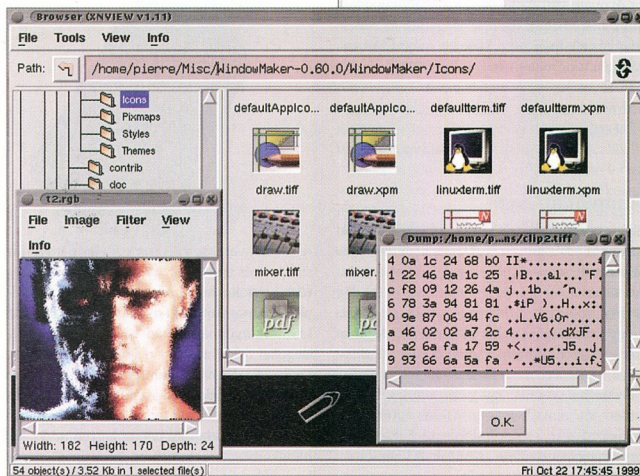 Browser (XNVIEW v1.11)
File Tools View Info
Path: /home/pierre/Misc/WindowMaker-0.60.0/WindowMaker/Icons/
Icons
Pixmaps
Styles
Themes
contrib
doc
defaultAppIco... defaultAppIco... defaultterm.tiff defaultterm.xpm
draw.tiff draw.xpm linuxterm.tiff linuxterm.xpm
mixer.tiff mixer.
pdf pdf
t2.rgb
File Image Filter View
Info
Width: 182 Height: 170 Depth: 24
Dump:/home/p...ns/clip2.tiff
4 0a 1c 24 68 b0 II*.........
1 22 46 8a 1c 25 .!B...&l..."F.
c f8 09 12 26 4a j..1b..."n....
6 78 3a 94 81 81 .$iP )..H..x:.
0 9e 87 06 94 fc .L.V6.Or.....
a 46 02 02 a7 2c 4.....(.d%JF..
b a2 6a fa 17 59 +<.......J5..j.
9 93 66 6a 5a fa .´..*U5...i.fj
O.K.
54 object(s) / 3.52 Kb in 1 selected file(s) Fri Oct 22 17:45:45 1999